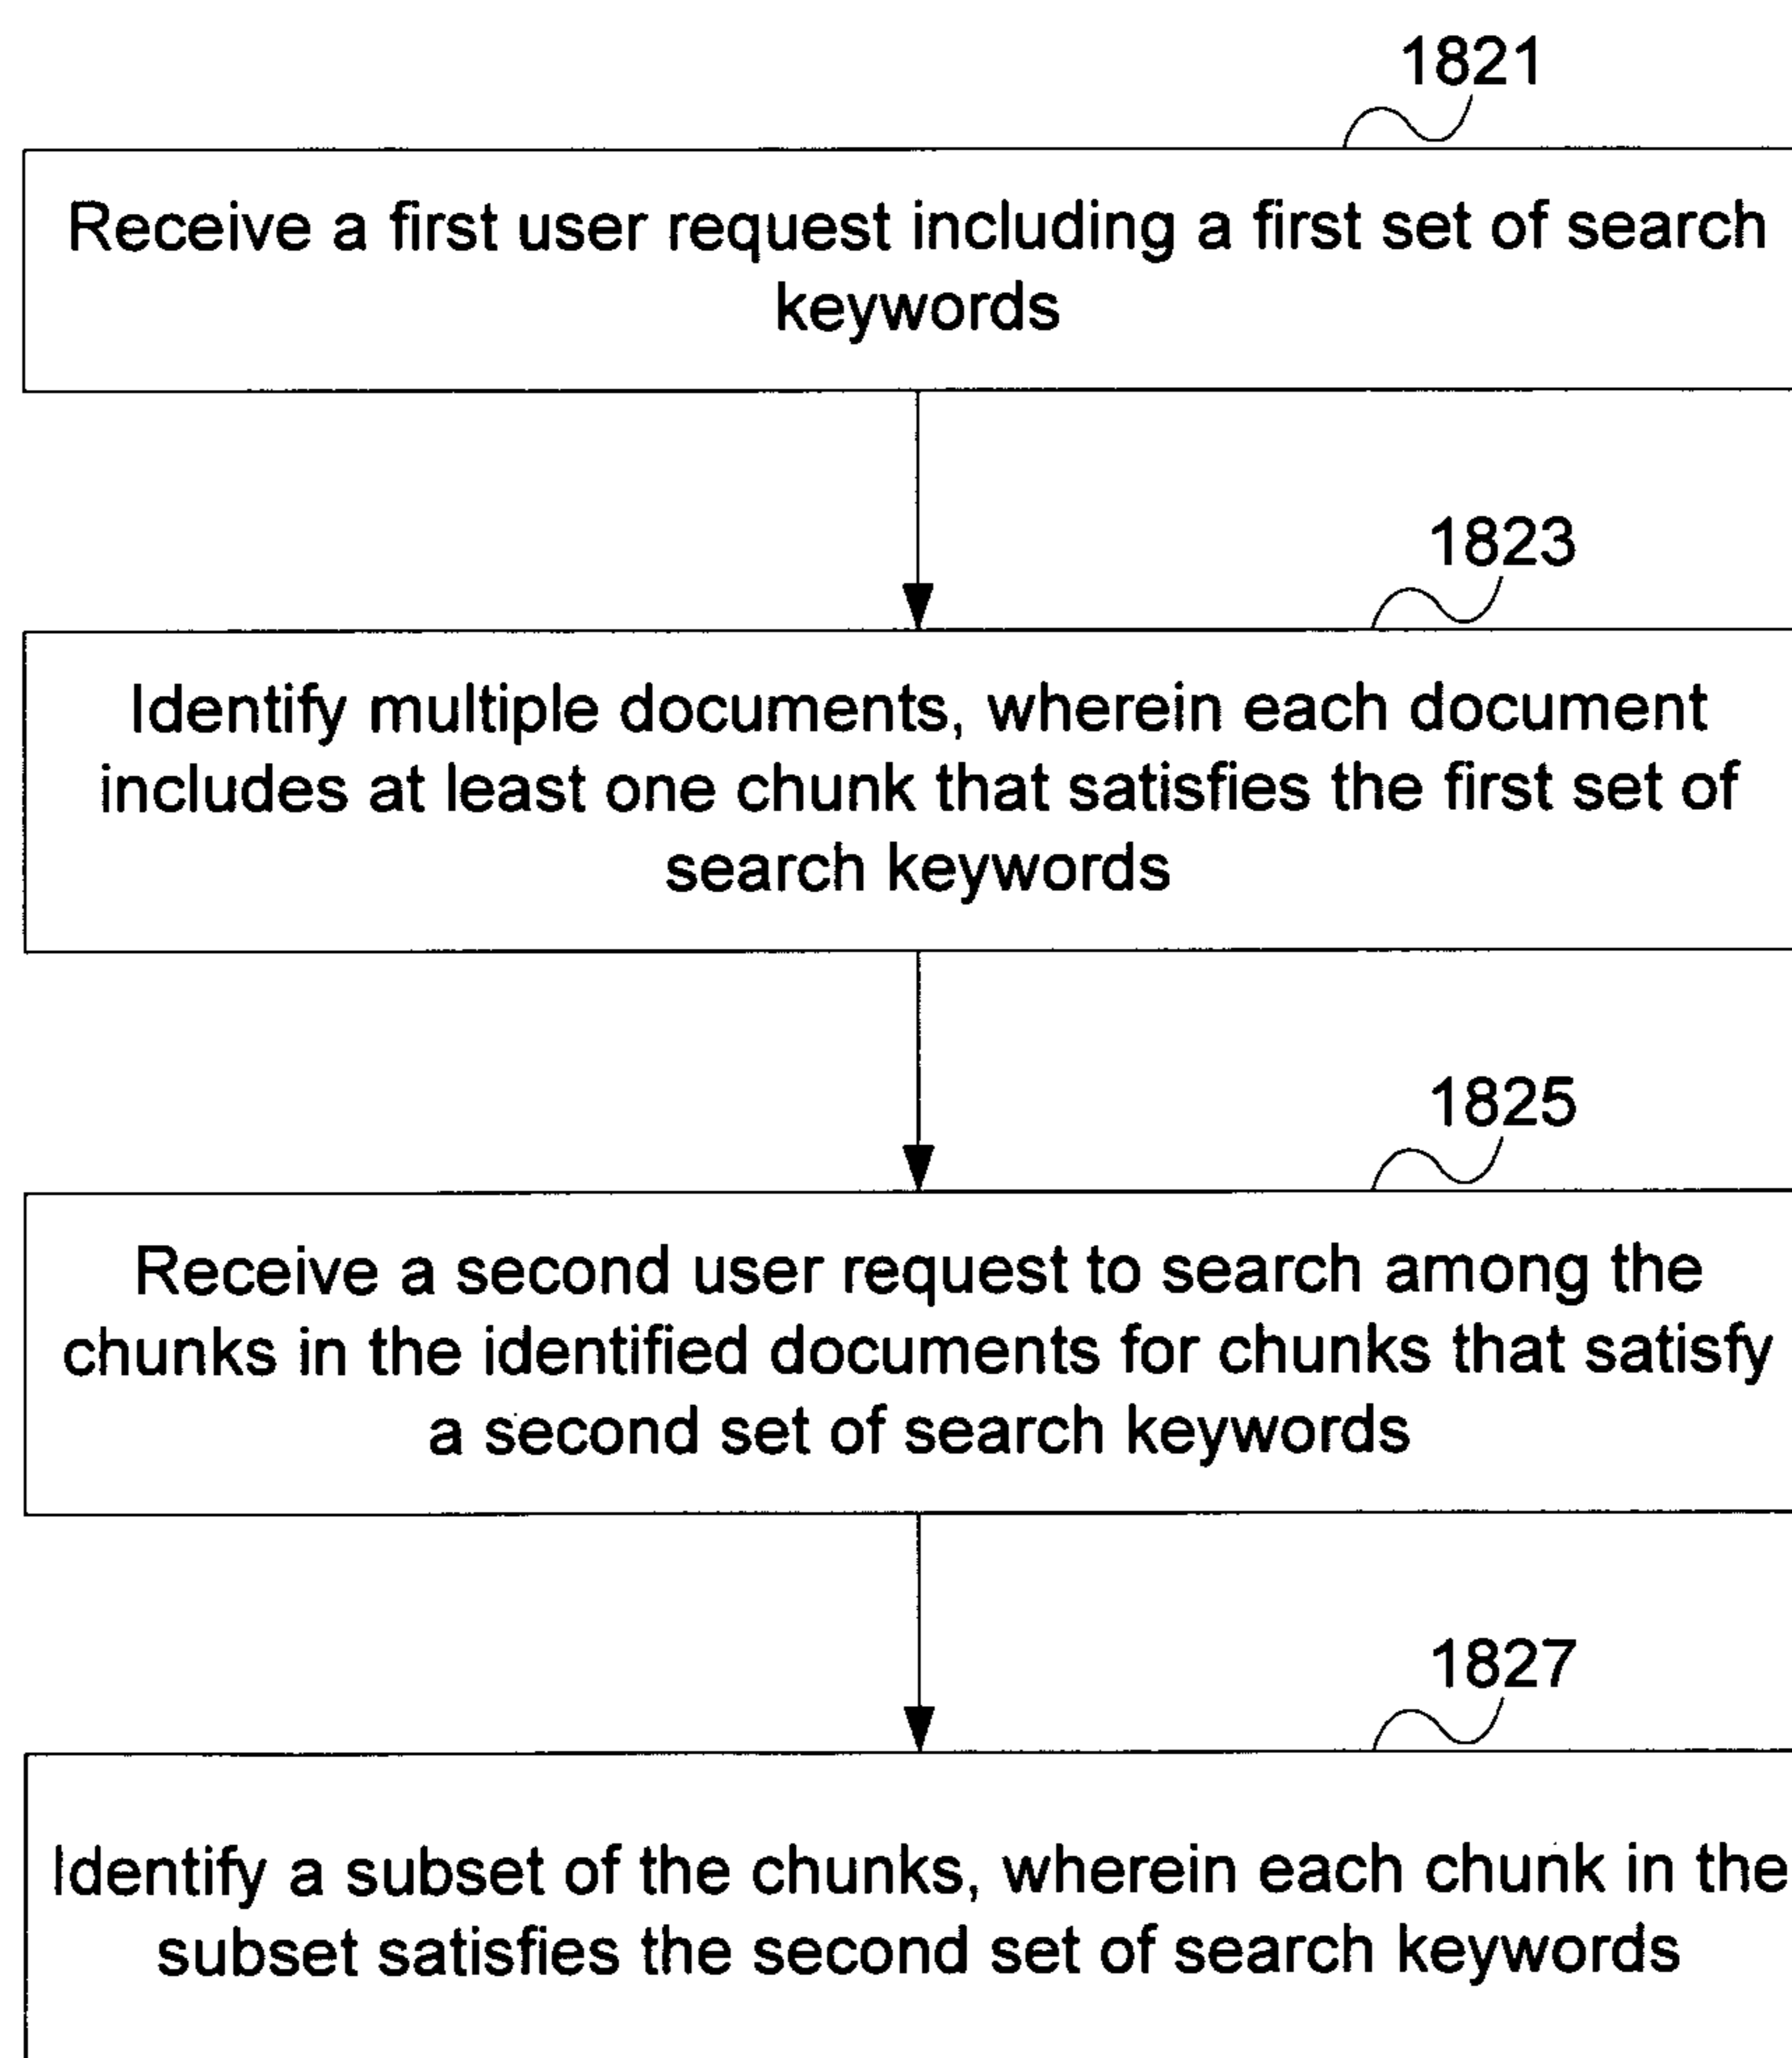 1821
Receive a first user request including a first set of search
keywords
1823
Identify multiple documents, wherein each document
includes at least one chunk that satisfies the first set of
search keywords
1825
Receive a second user request to search among the
chunks in the identified documents for chunks that satisfy
a second set of search keywords
1827
Identify a subset of the chunks, wherein each chunk in the
subset satisfies the second set of search keywords